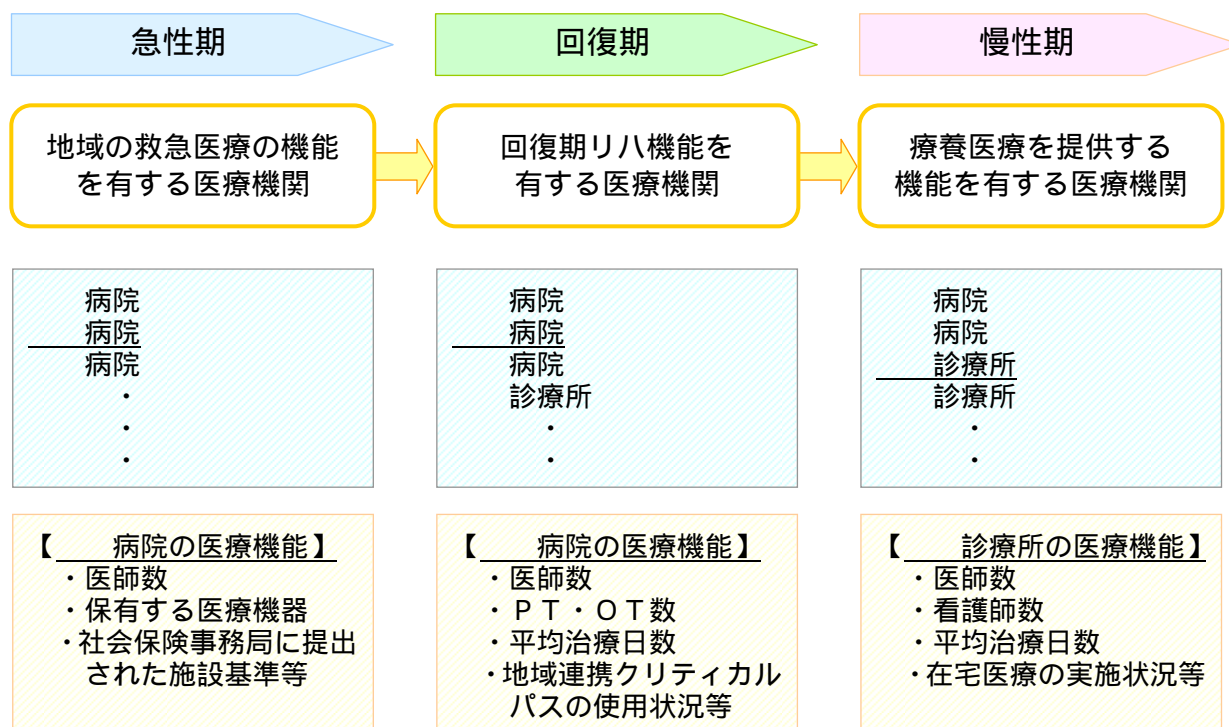 急性期
回復期
慢性期
地域の救急医療の機能
を有する医療機関
回復期リハ機能を
有する医療機関
療養医療を提供する
機能を有する医療機関
病院
病院
病院
・
・
・
病院
病院
病院
診療所
・
・
病院
病院
診療所
診療所
・
・
【　　病院の医療機能】
・医師数
・保有する医療機器
・社会保険事務局に提出
された施設基準等
【　　病院の医療機能】
・医師数
・ＰＴ・ＯＴ数
・平均治療日数
・地域連携クリティカル
パスの使用状況等
【　　診療所の医療機能】
・医師数
・看護師数
・平均治療日数
・在宅医療の実施状況等